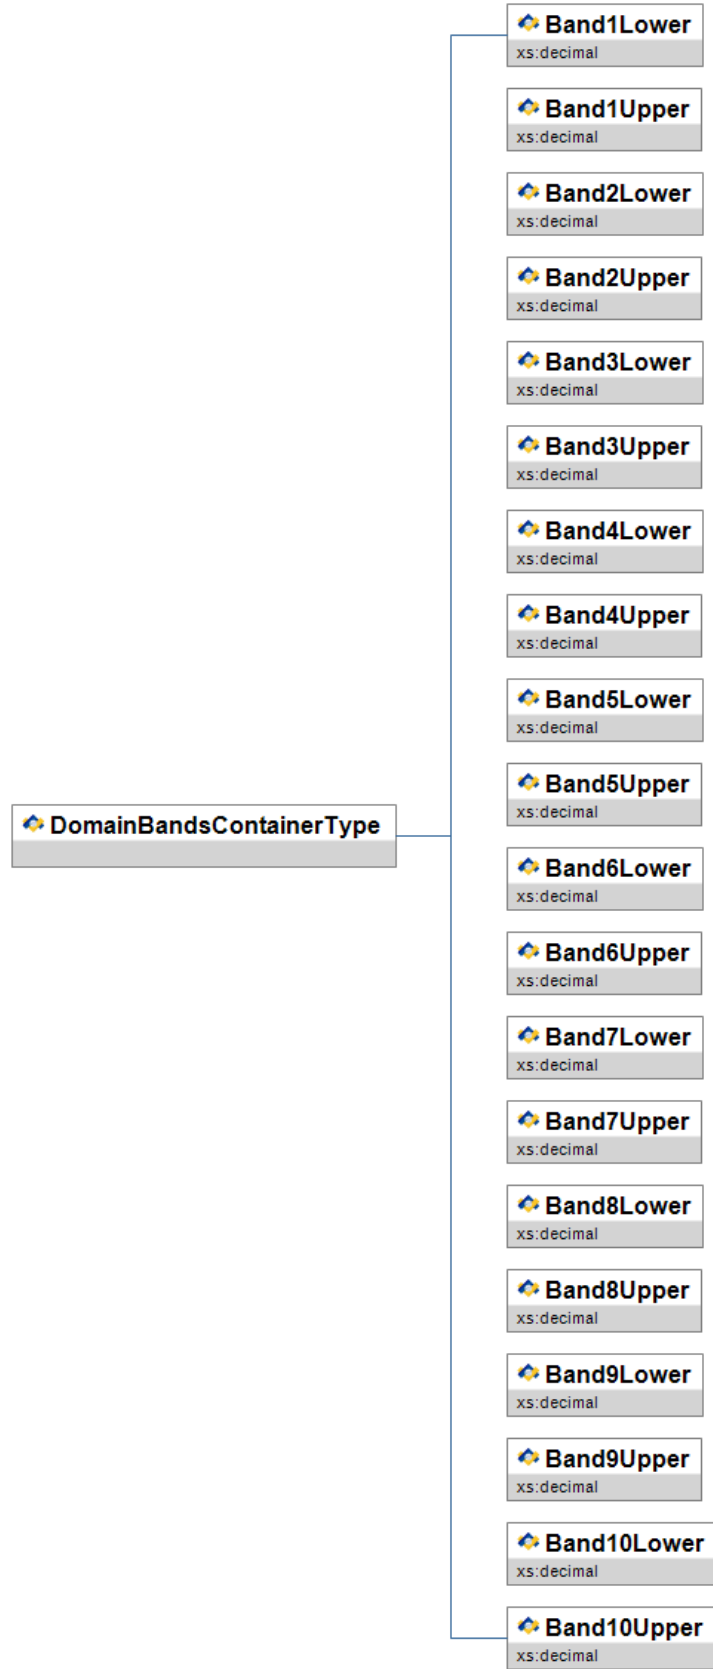 Band1Lower
xs:decimal
Band1Upper
xs:decimal
Band2Lower
xs:decimal
Band2Upper
xs:decimal
Band3Lower
xs:decimal
Band3Upper
xs:decimal
Band4Lower
xs:decimal
Band4Upper
xs:decimal
Band5Lower
xs:decimal
Band5Upper
xs:decimal
DomainBandsContainerType
Band6Lower
xs:decimal
Band6Upper
xs:decimal
Band7Lower
xs:decimal
Band7Upper
xs:decimal
Band8Lower
xs:decimal
Band8Upper
xs:decimal
Band9Lower
xs:decimal
Band9Upper
xs:decimal
Band10Lower
xs:decimal
Band10Upper
xs:decimal